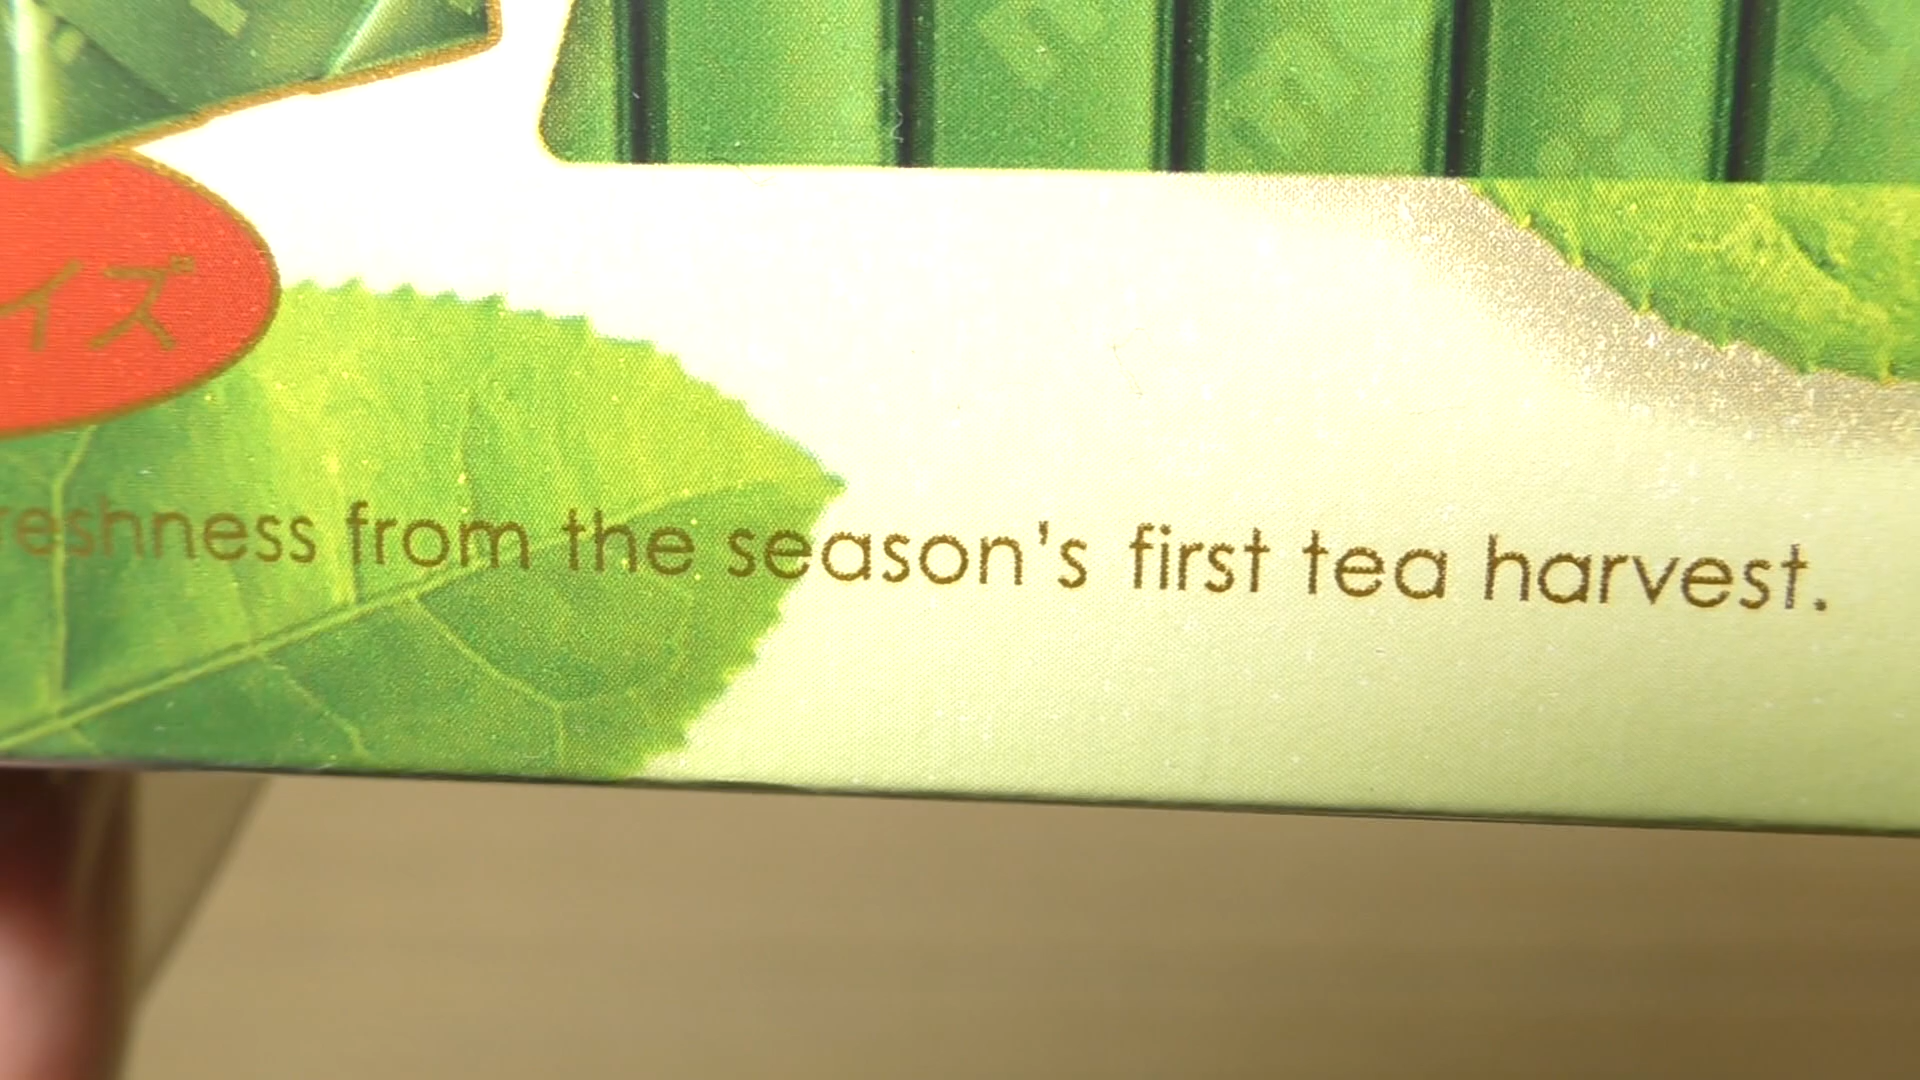 イズ
reshness from the season's first tea harvest.